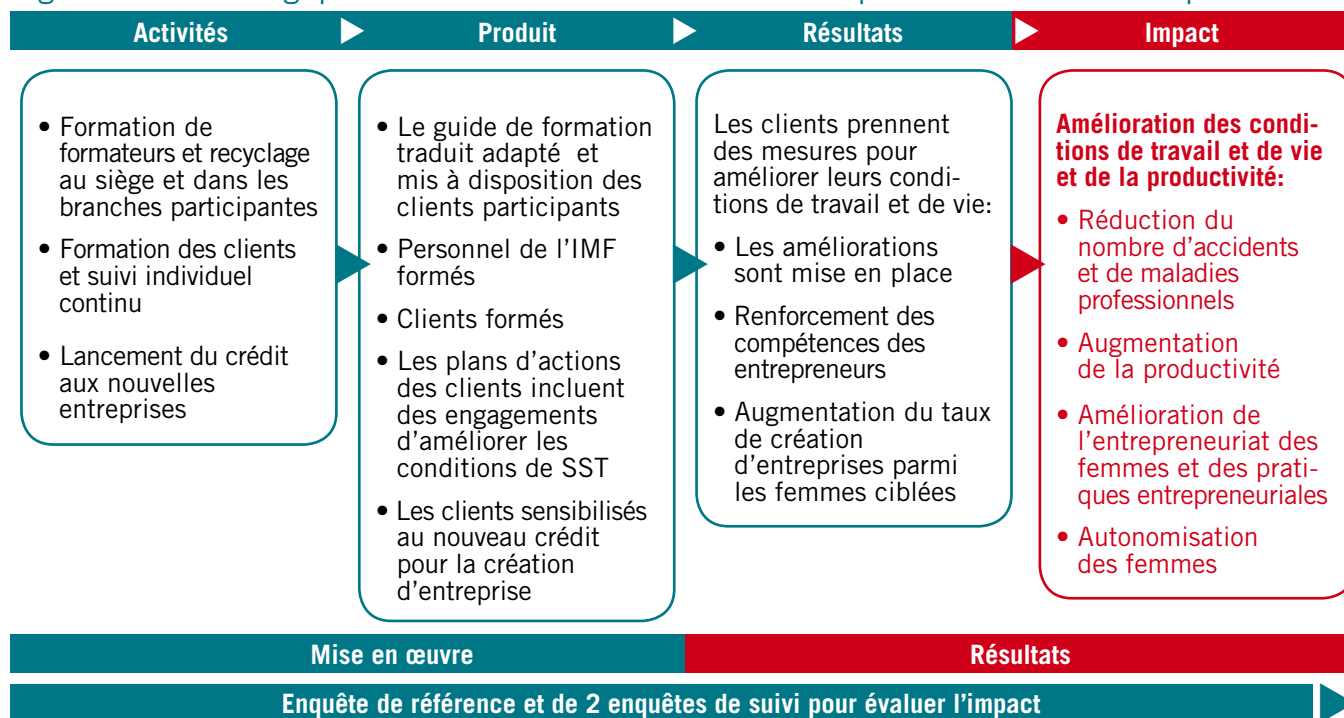 Activités
Produit
Résultats
Impact
• Formation de
formateurs et recyclage
au siège et dans les
branches participantes
• Formation des clients
et suivi individuel
continu
• Lancement du crédit
aux nouvelles
entreprises
• Le guide de formation
traduit adapté et
mis à disposition des
clients participants
• Personnel de l’IMF
formés
• Clients formés
• Les plans d’actions
des clients incluent
des engagements
d’améliorer les
conditions de SST
• Les clients sensibilisés
au nouveau crédit
pour la création
d’entreprise
Les clients prennent
des mesures pour
améliorer leurs condi-
tions de travail et de vie:
• Les améliorations
sont mise en place
• Renforcement des
compétences des
entrepreneurs
• Augmentation du taux
de création
d’entreprises parmi
les femmes ciblées
Amélioration des condi-
tions de travail et de vie
et de la productivité:
• Réduction du
nombre d’accidents
et de maladies
professionnels
• Augmentation
de la productivité
• Amélioration de
l’entrepreneuriat des
femmes et des prati-
ques entrepreneuriales
• Autonomisation
des femmes
Mise en œuvre
Résultats
Enquête de référence et de 2 enquêtes de suivi pour évaluer l’impact